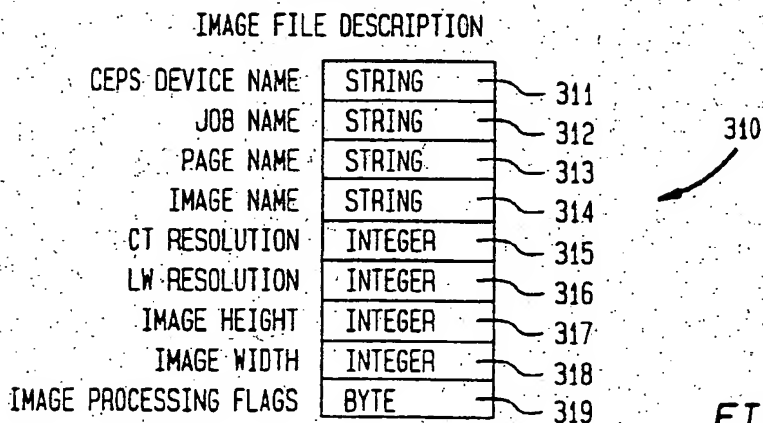 IMAGE FILE DESCRIPTION
CEPS DEVICE NAME STRING 311
JOB NAME STRING 312
PAGE NAME STRING 313
IMAGE NAME STRING 314
CT RESOLUTION INTEGER 315
LW RESOLUTION INTEGER 316
IMAGE HEIGHT INTEGER 317
IMAGE WIDTH INTEGER 318
IMAGE PROCESSING FLAGS BYTE 319
310